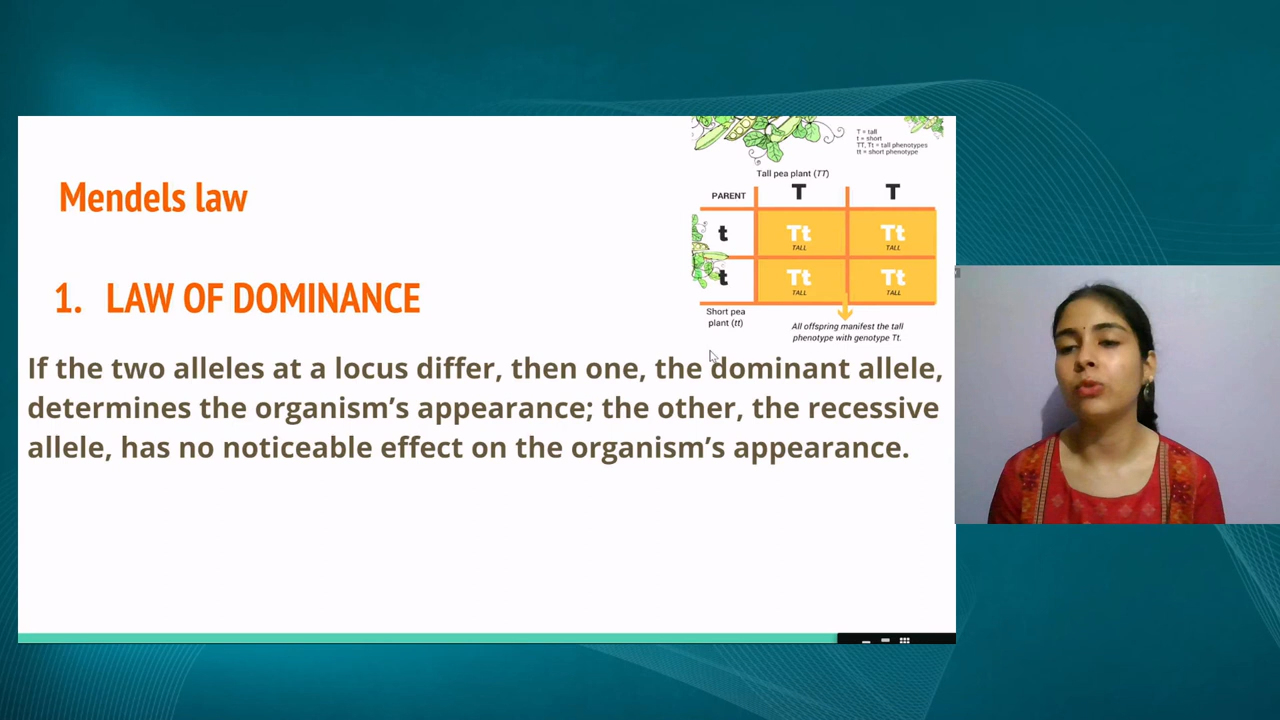 Mendels law
T = tall
t = short
TT, Tt = tall phenotypes
tt = short phenotype
Tall pea plant (TT)
PARENT T T
t Tt Tt
TALL TALL
t Tt Tt
TALL TALL
Short pea
plant (tt)
All offspring manifest the tall
phenotype with genotype Tt.
1. LAW OF DOMINANCE
If the two alleles at a locus differ, then one, the dominant allele,
determines the organism’s appearance; the other, the recessive
allele, has no noticeable effect on the organism’s appearance.